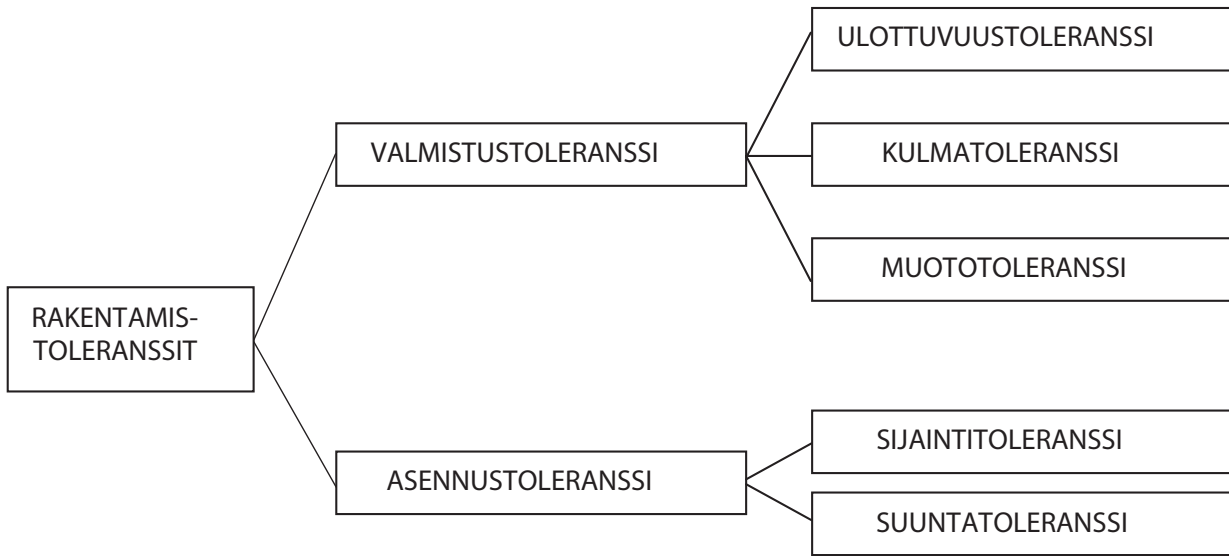 ULOTTUVUUSTOLERANSSI
VALMISTUSTOLERANSSI
KULMATOLERANSSI
MUOTOTOLERANSSI
RAKENTAMIS-
TOLERANSSIT
SIJAINTITOLERANSSI
ASENNUSTOLERANSSI
SUUNTATOLERANSSI